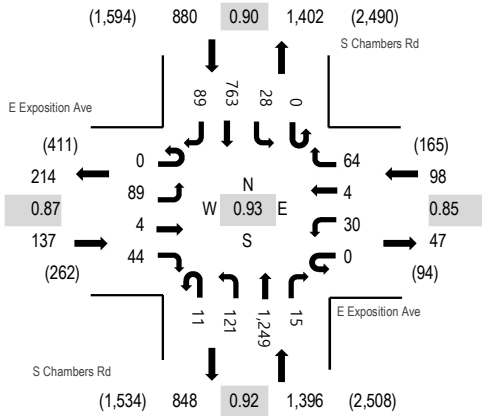 (1,594) 880 0.90 1,402 (2,490)
S Chambers Rd
E Exposition Ave
89 763 28 0
(411)
214
0.87
137
(262)
0
89
4
44
N
W 0.93 E
S
64
4
30
0
(165)
98
0.85
47
(94)
11 121 1,249 15
E Exposition Ave
S Chambers Rd
(1,534) 848 0.92 1,396 (2,508)